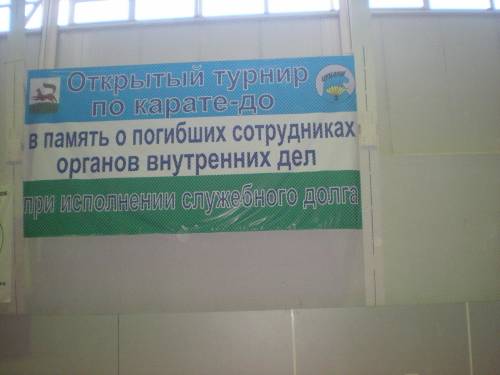 Открытый турнир
по карате-до
в память о погибших сотрудниках
органов внутренних дел
при исполнении служебного долга